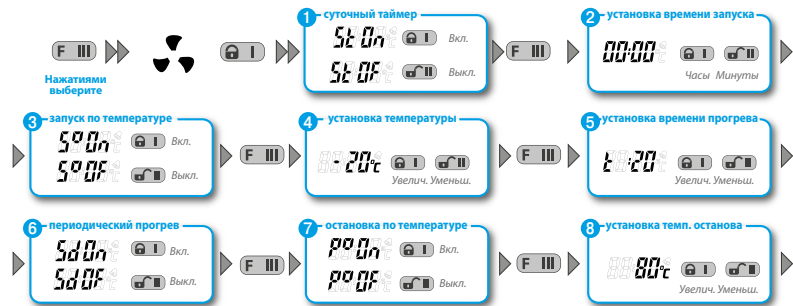 1 суточный таймер
St On I Вкл.
St OF II Выкл.
F III
Нажатиями
выберите
I
F III
2 установка времени запуска
00:00 I II
Часы Минуты
3 запуск по температуре
S° On I Вкл.
S° OF II Выкл.
F III
4 установка температуры
- 20°c I II
Увелич. Уменьш.
F III
5 установка времени прогрева
t :20 I II
Увелич. Уменьш.
6 периодический прогрев
Sd On I Вкл.
Sd OF II Выкл.
F III
7 остановка по температуре
P° On I Вкл.
P° OF II Выкл.
F III
8 установка темп. останова
80°c I II
Увелич. Уменьш.